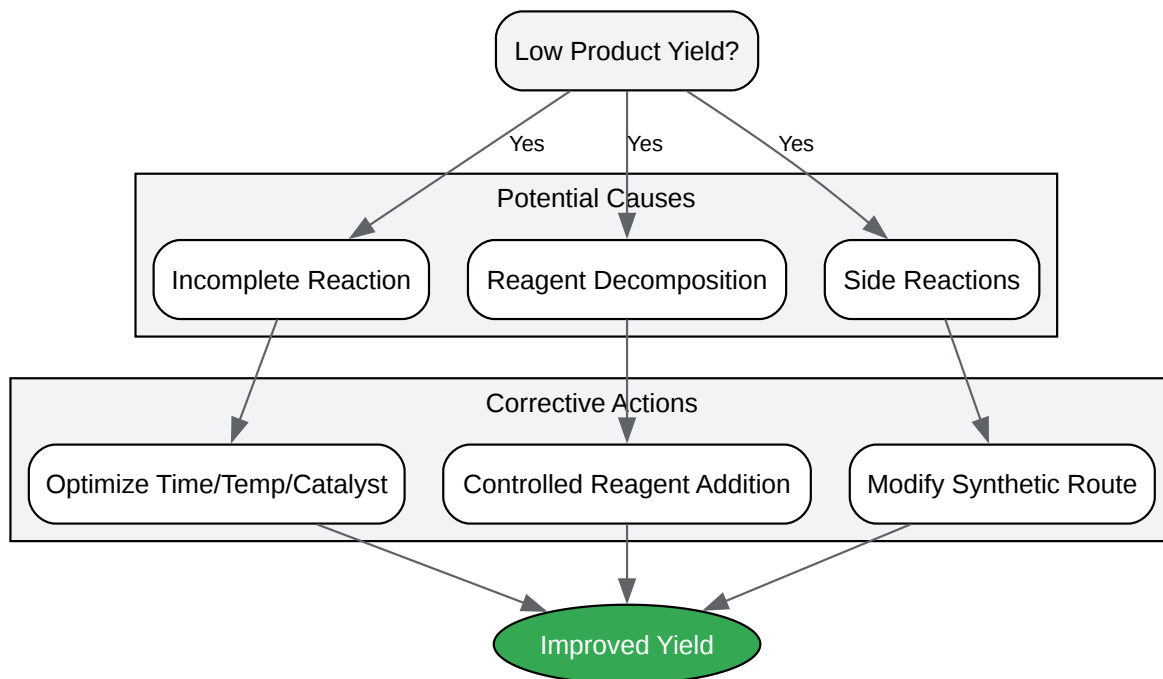 Low Product Yield?
Yes
Yes
Yes
Potential Causes
Incomplete Reaction
Reagent Decomposition
Side Reactions
Corrective Actions
Optimize Time/Temp/Catalyst
Controlled Reagent Addition
Modify Synthetic Route
Improved Yield